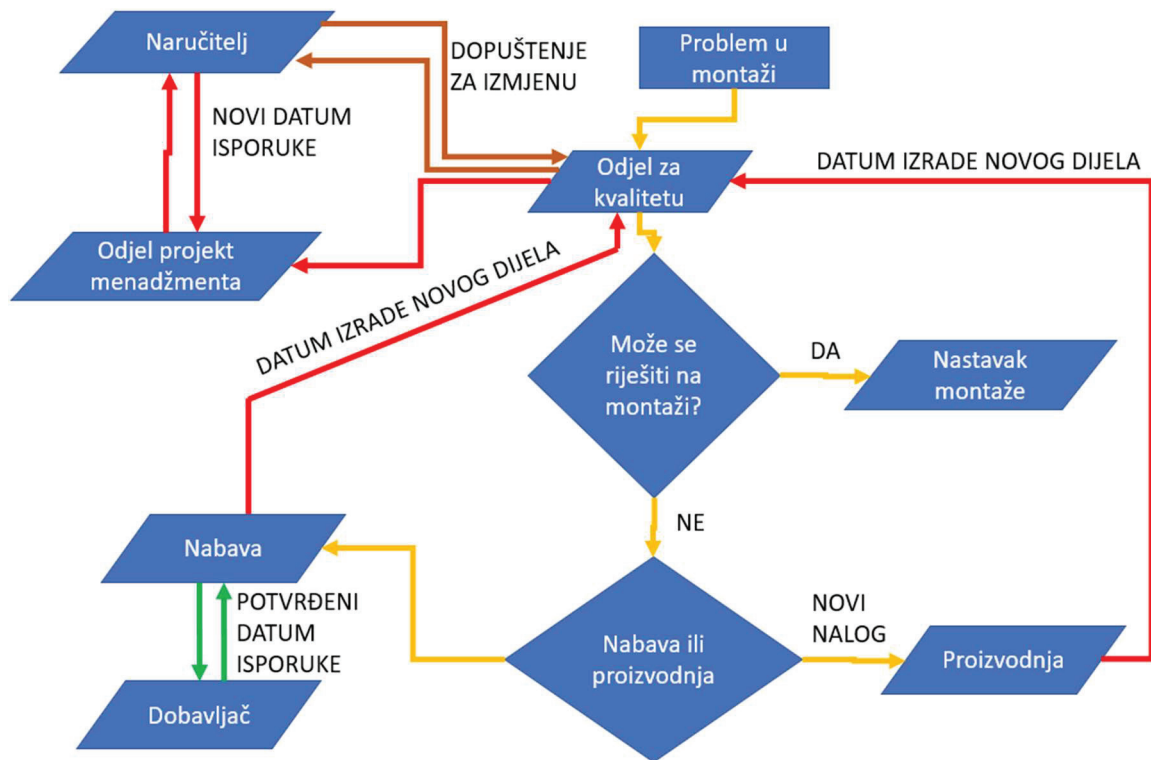 Naručitelj
DOPUŠTENJE
ZA IZMJENU
Problem u
montaži
NOVI DATUM
ISPORUKE
Odjel za
kvalitetu
DATUM IZRADE NOVOG DIJELA
Odjel projekt
menadžmenta
DATUM IZRADE NOVOG DIJELA
Može se
riješiti na
montaži?
DA
Nastavak
montaže
NE
Nabava
POTVRĐENI
DATUM
ISPORUKE
Dobavljač
Nabava ili
proizvodnja
NOVI
NALOG
Proizvodnja